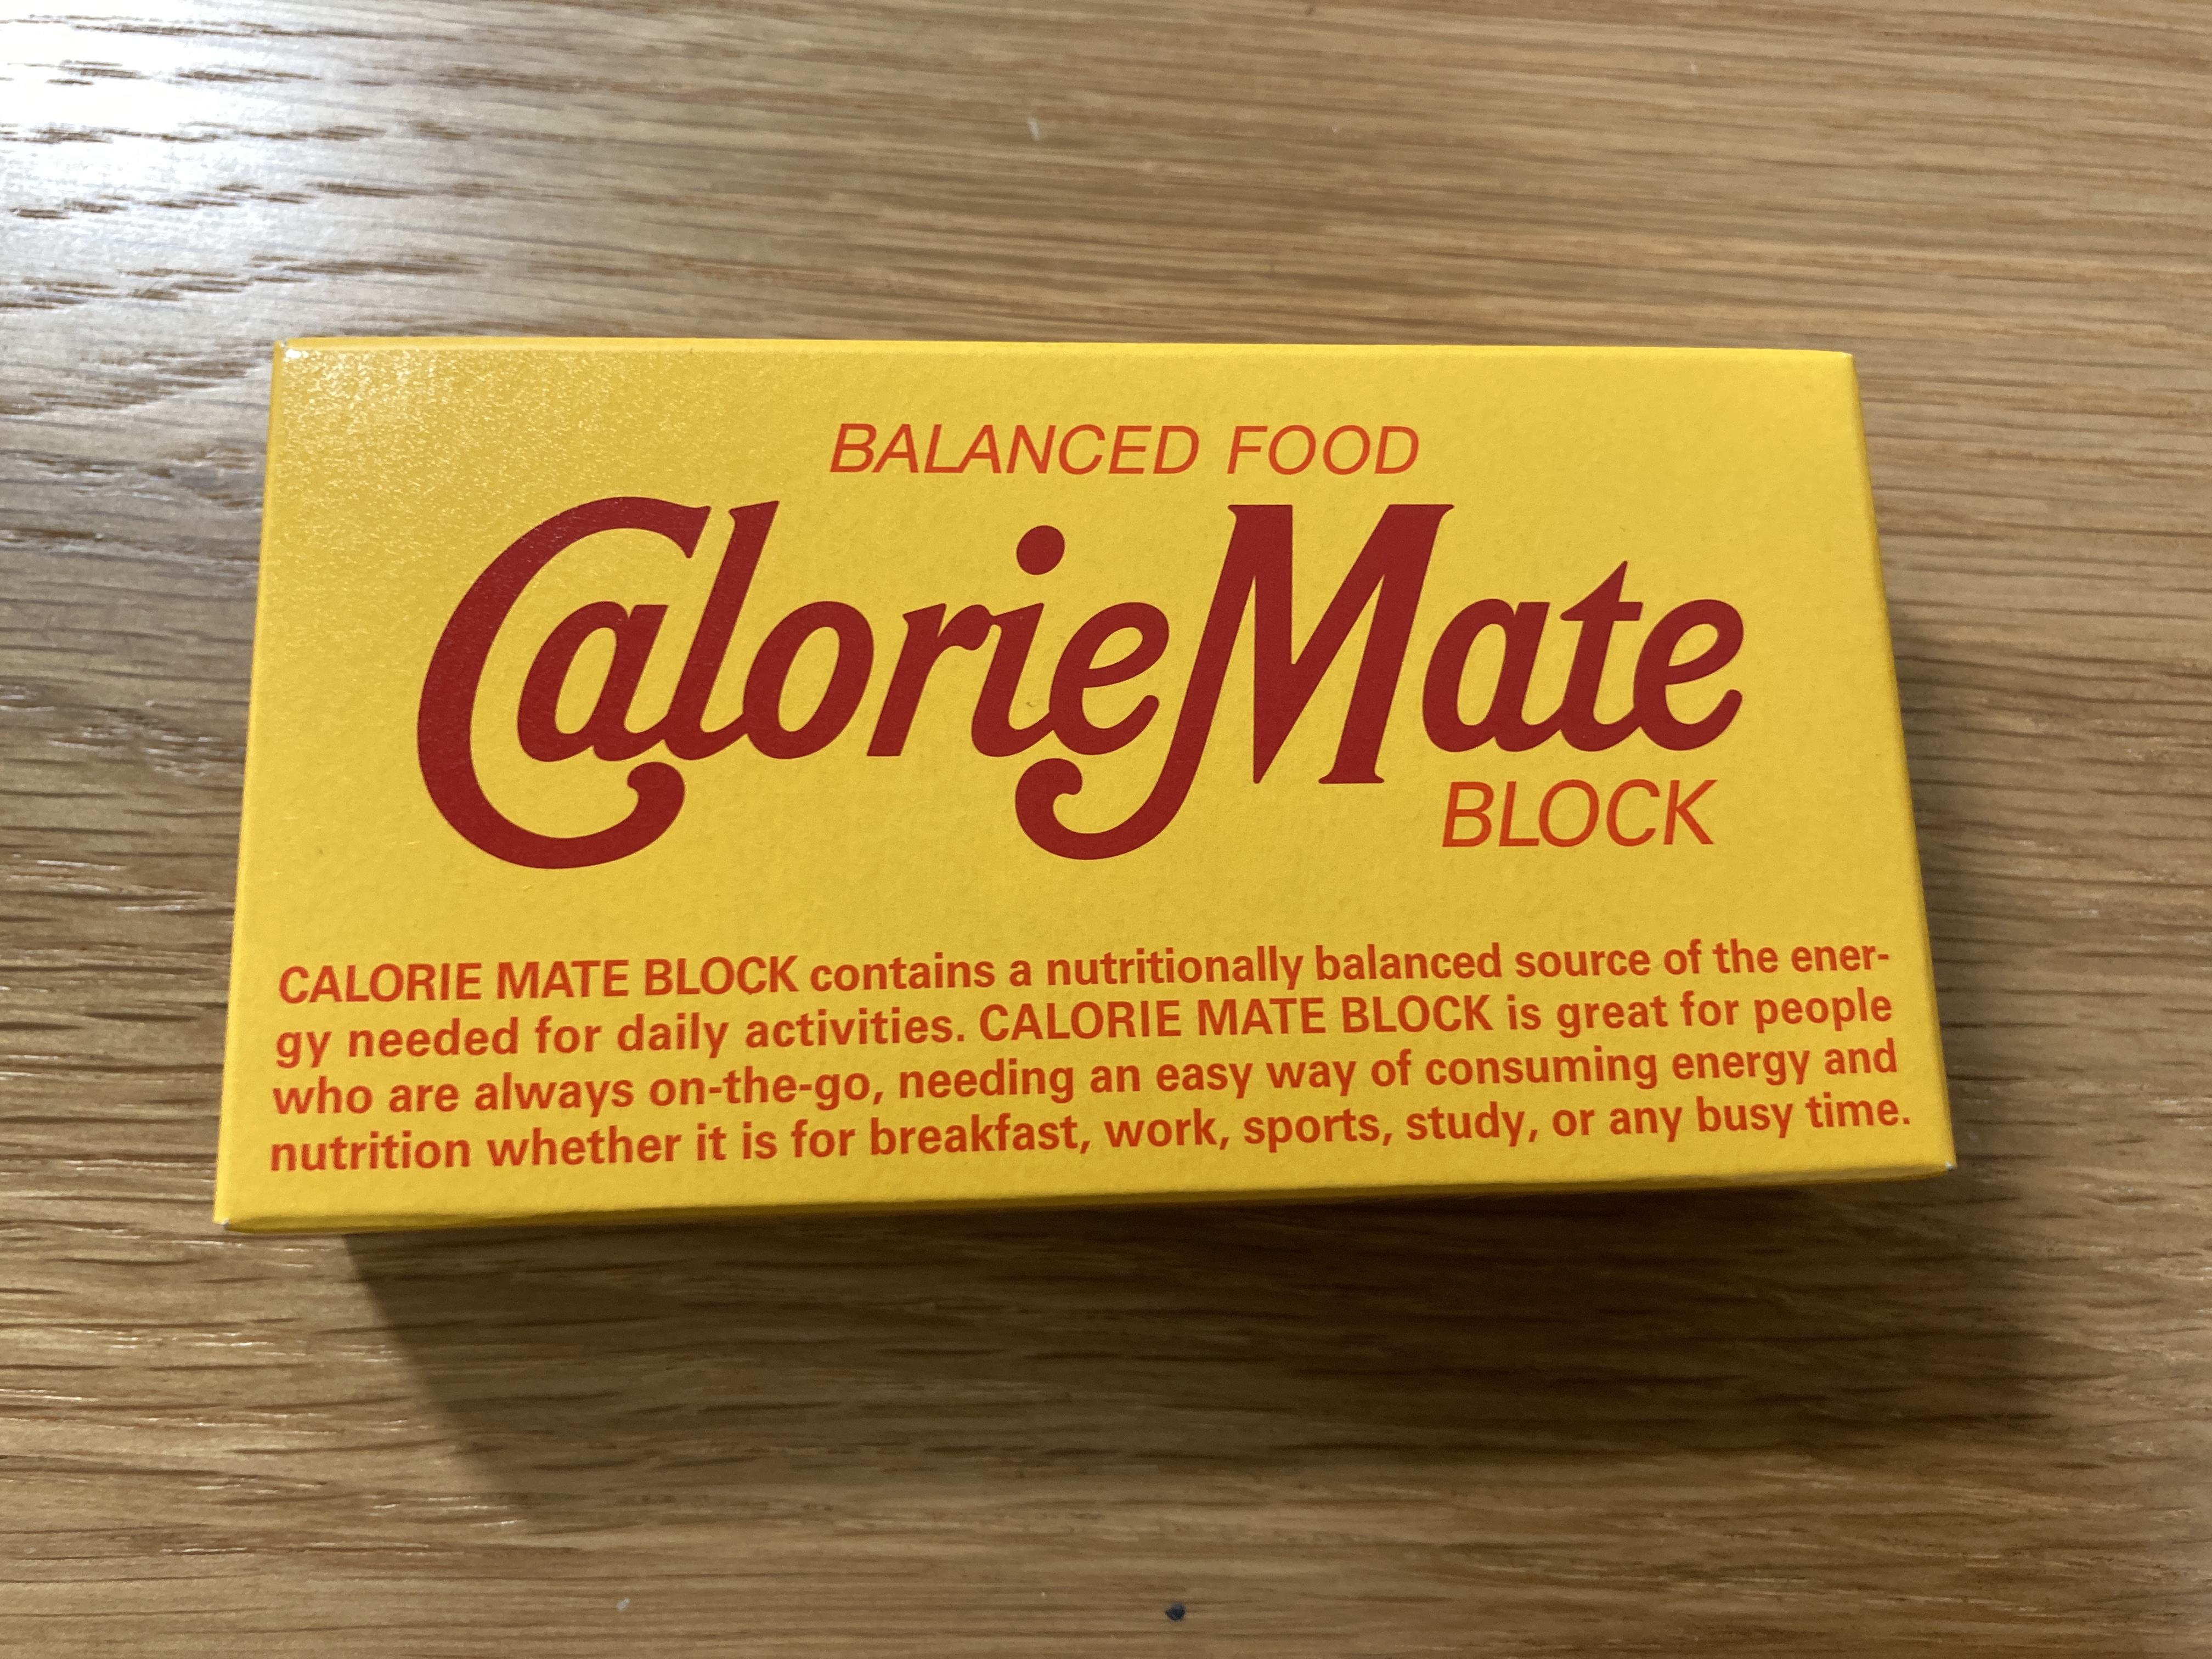 BALANCED FOOD
CalorieMate
BLOCK
CALORIE MATE BLOCK contains a nutritionally balanced source of the ener-
gy needed for daily activities. CALORIE MATE BLOCK is great for people
who are always on-the-go, needing an easy way of consuming energy and
nutrition whether it is for breakfast, work, sports, study, or any busy time.